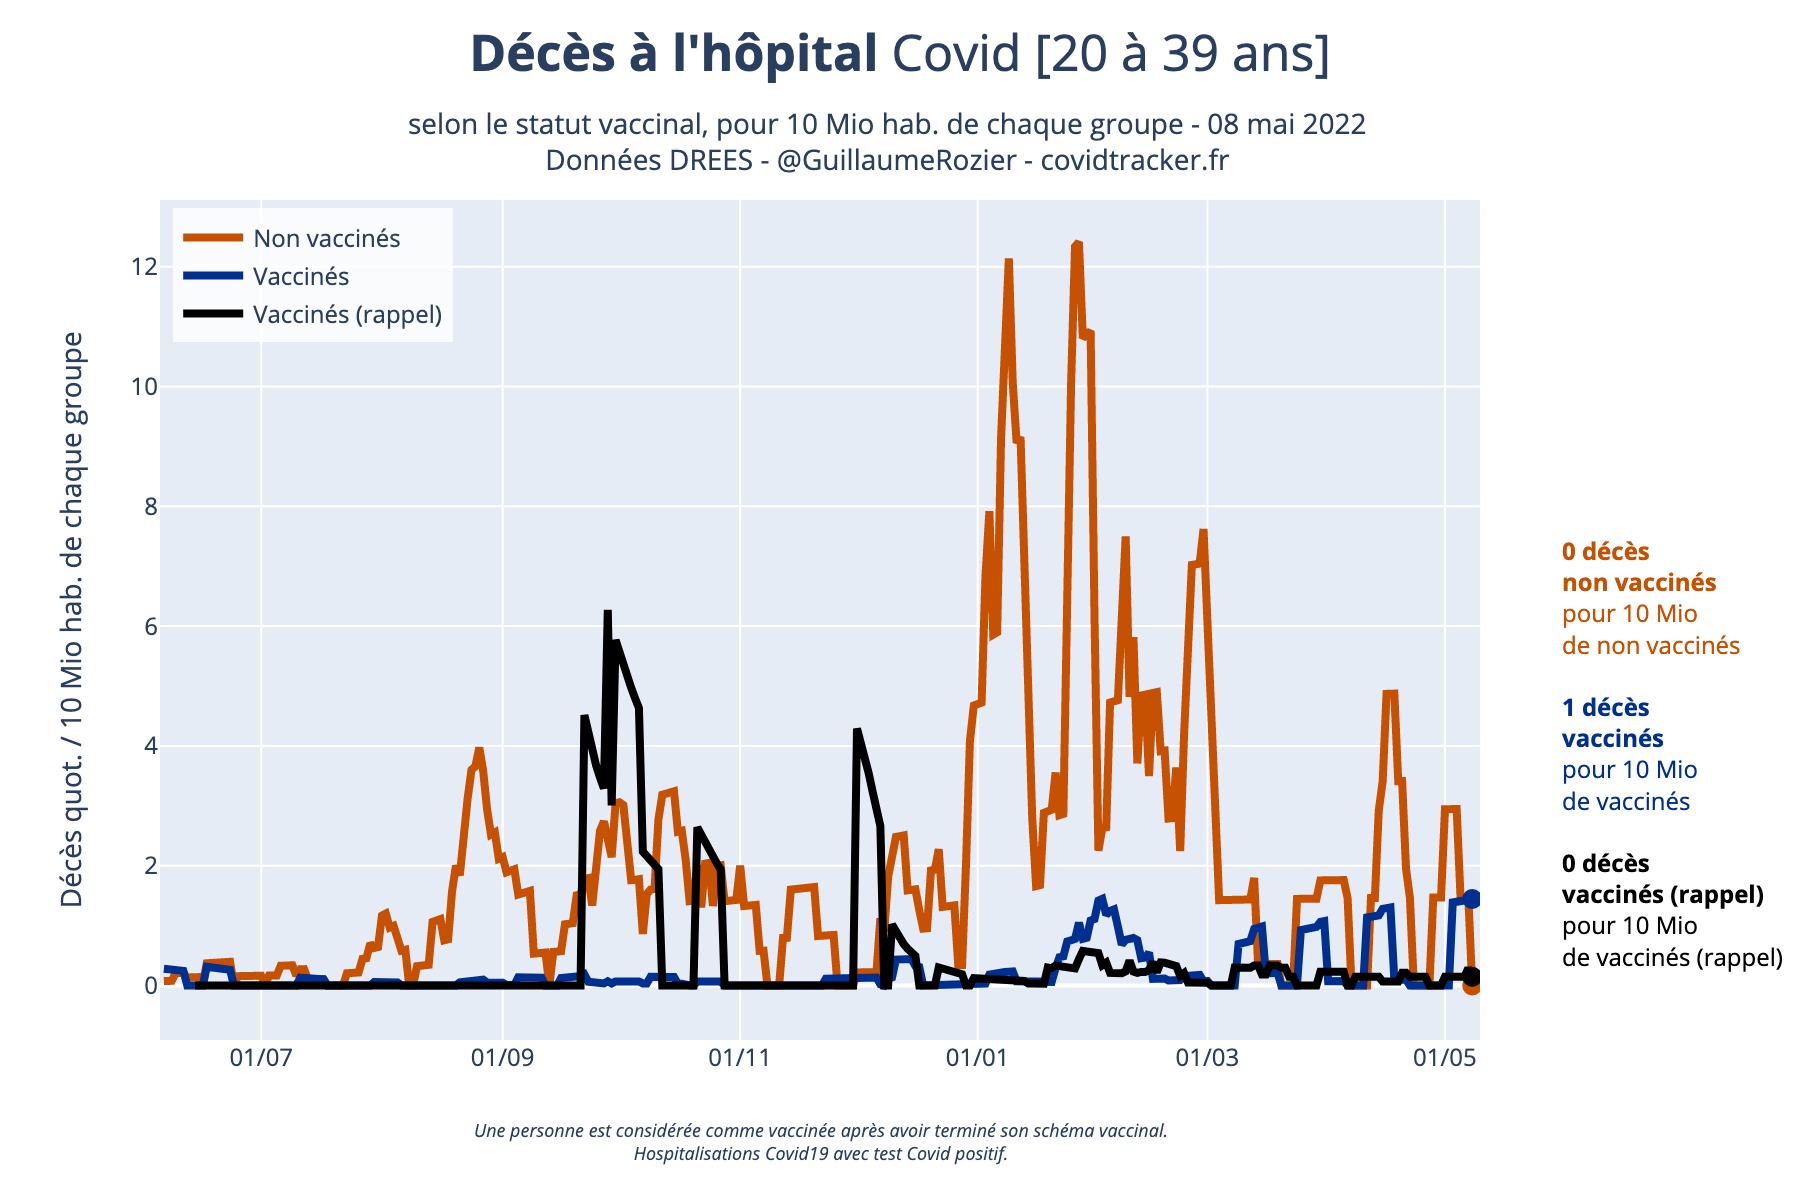 Décès à l'hôpital Covid [20 à 39 ans]
selon le statut vaccinal, pour 10 Mio hab. de chaque groupe - 08 mai 2022
Données DREES - @GuillaumeRozier - covidtracker.fr
Non vaccinés
Vaccinés
Vaccinés (rappel)
Décès quot. / 10 Mio hab. de chaque groupe
12
10
8
6
4
2
0
01/07
01/09
01/11
01/01
01/03
01/05
0 décès
non vaccinés
pour 10 Mio
de non vaccinés
1 décès
vaccinés
pour 10 Mio
de vaccinés
0 décès
vaccinés (rappel)
pour 10 Mio
de vaccinés (rappel)
Une personne est considérée comme vaccinée après avoir terminé son schéma vaccinal.
Hospitalisations Covid19 avec test Covid positif.